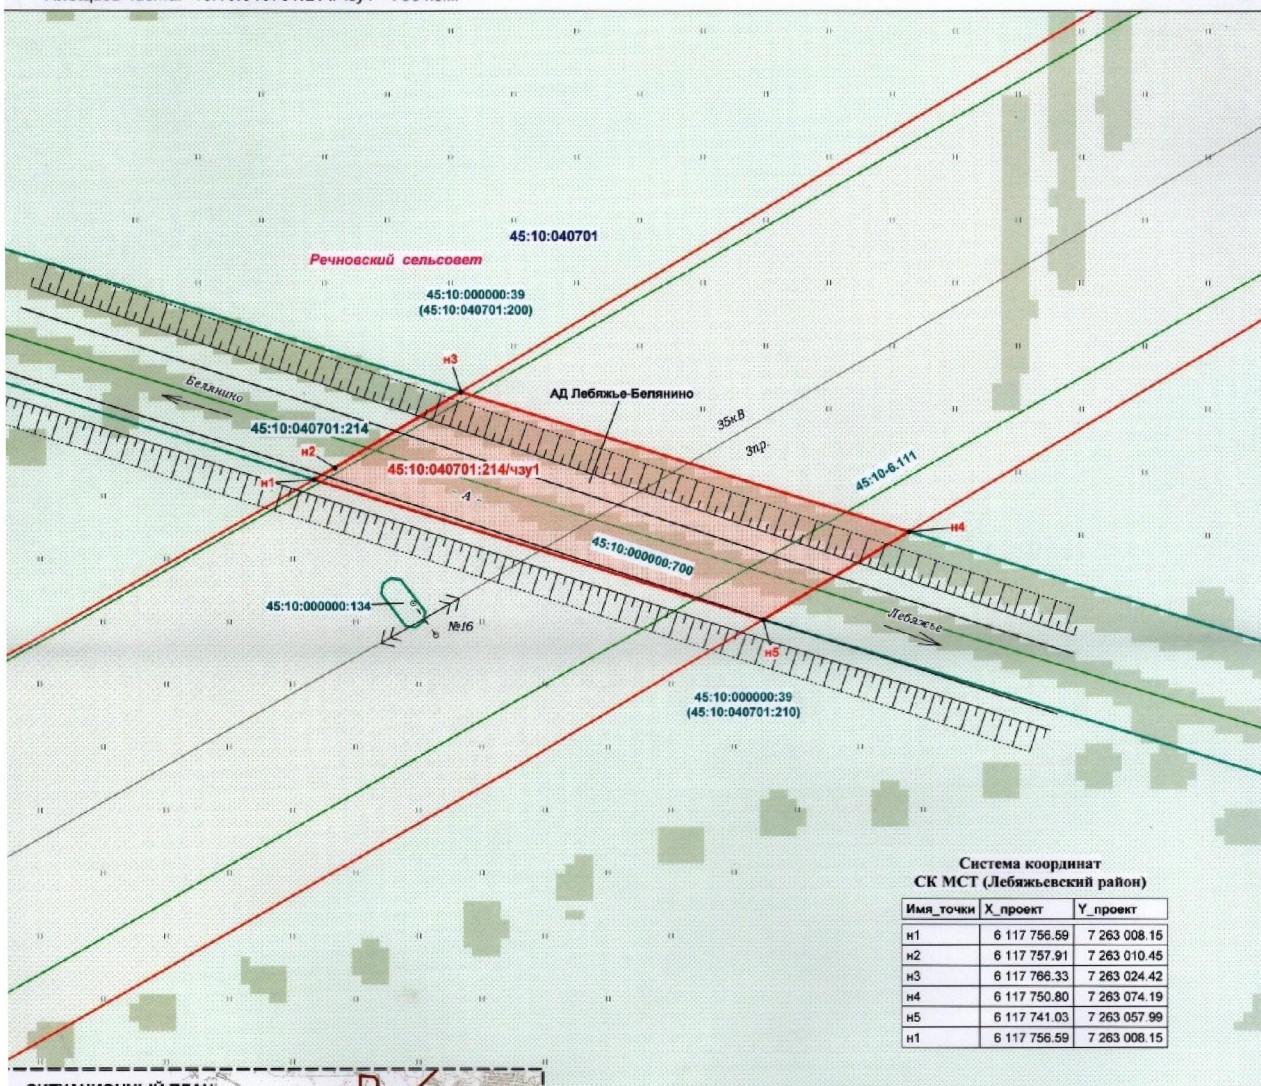 45:10:040701
Речновский сельсовет
45:10:000000:39
(45:10:040701:200)
н3
АД Лебяжье-Белянино
Белянико
35кВ
3пр.
45:10:040701:214
н2
45:10:040701:214/чзу1
45:10-6.111
н1
- А -
н4
45:10:000000:700
45:10:000000:134
№16
Лебяжье
н5
45:10:000000:39
(45:10:040701:210)
Система координат
СК МСТ (Лебяжьевский район)
Имя_точки X_проект Y_проект
н1 6 117 756.59 7 263 008.15
н2 6 117 757.91 7 263 010.45
н3 6 117 766.33 7 263 024.42
н4 6 117 750.80 7 263 074.19
н5 6 117 741.03 7 263 057.99
н1 6 117 756.59 7 263 008.15